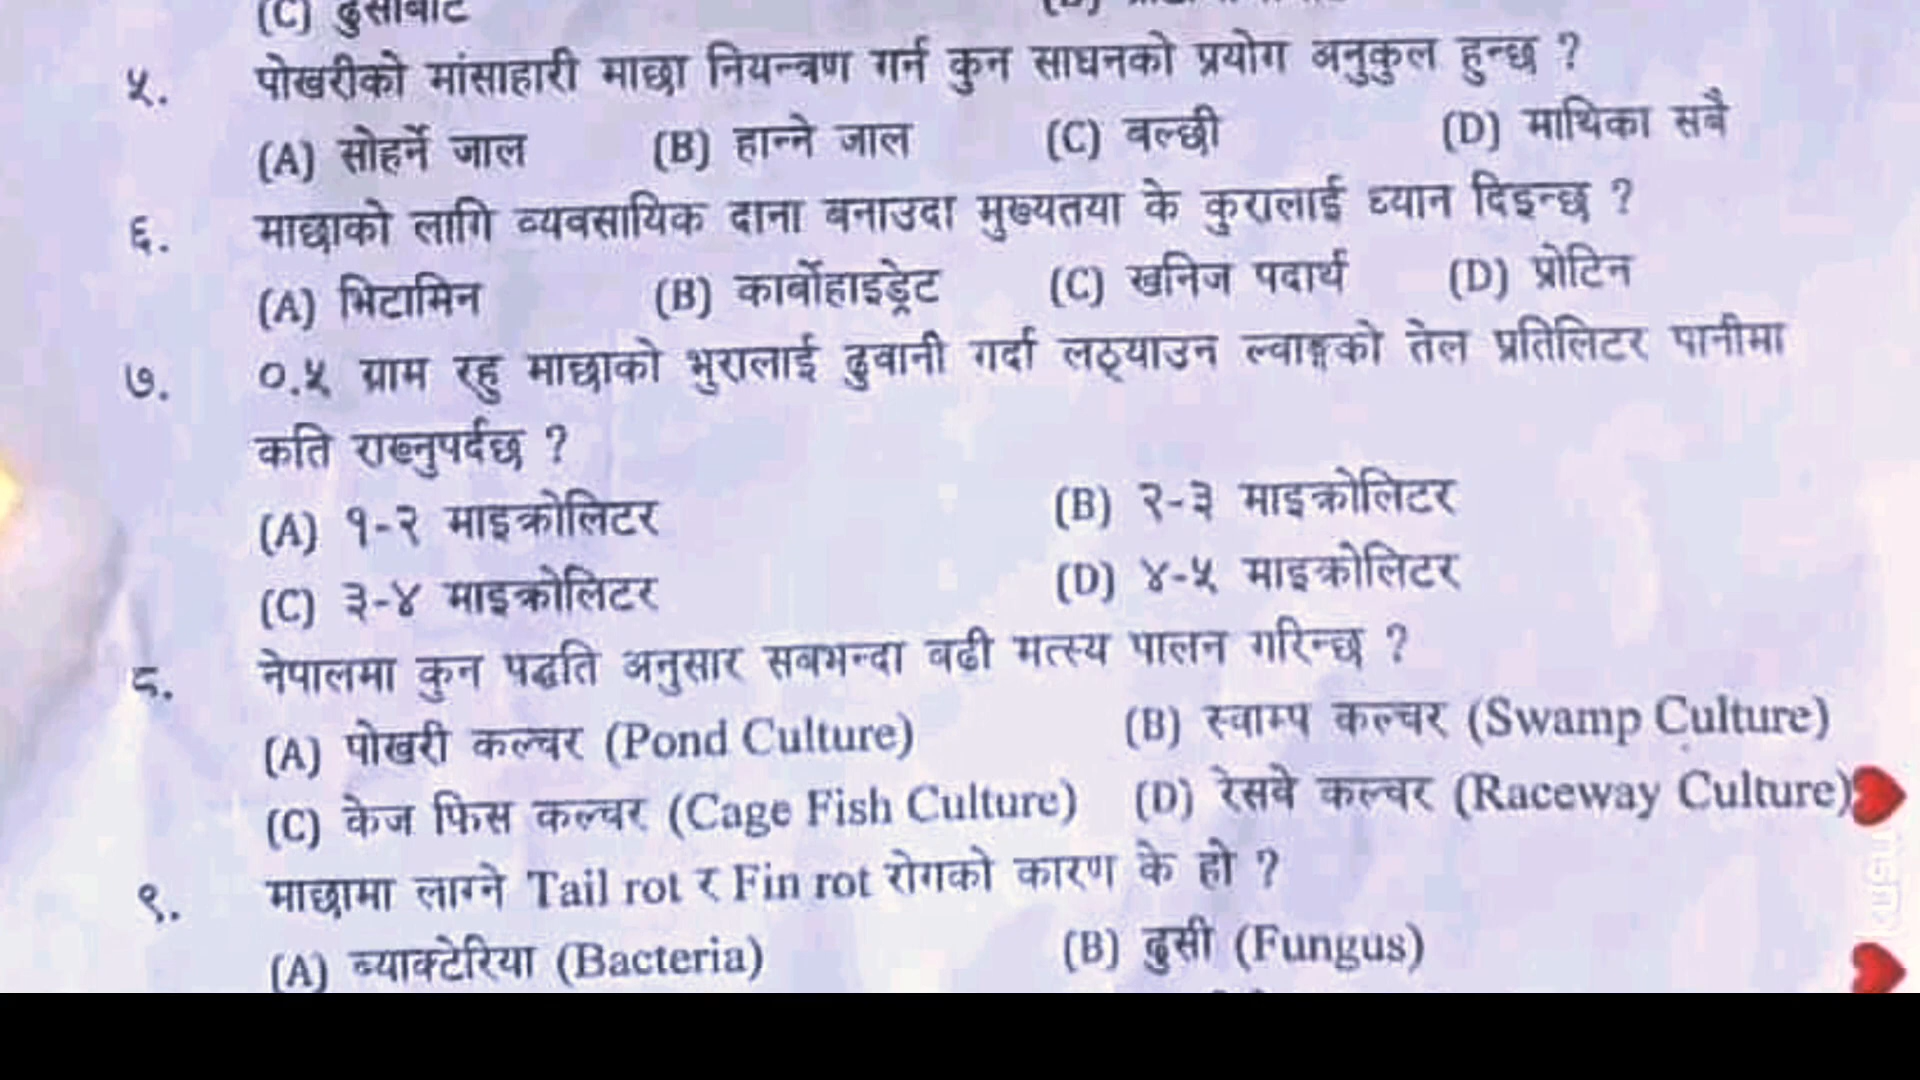 (C) ढुसीबाट
५. पोखरीको मांसाहारी माछा नियन्त्रण गर्न कुन साधनको प्रयोग अनुकुल हुन्छ ?
(A) सोहर्ने जाल (B) हान्ने जाल (C) बल्छी (D) माथिका सबै
६. माछाको लागि व्यवसायिक दाना बनाउदा मुख्यतया के कुरालाई ध्यान दिइन्छ ?
(A) भिटामिन (B) कार्बोहाइड्रेट (C) खनिज पदार्थ (D) प्रोटिन
७. ०.५ ग्राम रहु माछाको भुरालाई ढुवानी गर्दा लठ्याउन ल्वाङ्गको तेल प्रतिलिटर पानीमा
कति राख्नुपर्दछ ?
(A) १-२ माइक्रोलिटर (B) २-३ माइक्रोलिटर
(C) ३-४ माइक्रोलिटर (D) ४-५ माइक्रोलिटर
८. नेपालमा कुन पद्धति अनुसार सबभन्दा बढी मत्स्य पालन गरिन्छ ?
(A) पोखरी कल्चर (Pond Culture) (B) स्वाम्प कल्चर (Swamp Culture)
(C) केज फिस कल्चर (Cage Fish Culture) (D) रेसवे कल्चर (Raceway Culture)
९. माछामा लाग्ने Tail rot र Fin rot रोगको कारण के हो ?
(A) ब्याक्टेरिया (Bacteria) (B) ढुसी (Fungus)